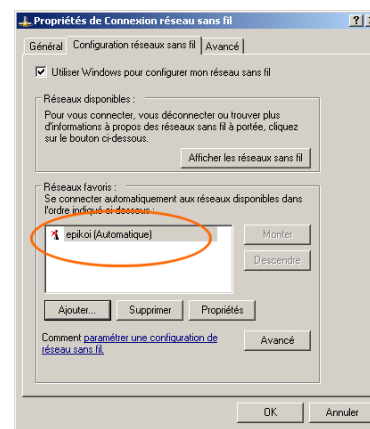 Propriétés de Connexion réseau sans fil
Général Configuration réseaux sans fil Avancé
Utiliser Windows pour configurer mon réseau sans fil
Réseaux disponibles :
Pour vous connecter, vous déconnecter ou trouver plus
d'informations à propos des réseaux sans fil à portée, cliquez
sur le bouton ci-dessous.
Afficher les réseaux sans fil
Réseaux favoris :
Se connecter automatiquement aux réseaux disponibles dans
l'ordre indiqué ci-dessous :
epikoi (Automatique)
Monter
Descendre
Ajouter... Supprimer Propriétés
Comment paramétrer une configuration de
réseau sans fil.
Avancé
OK Annuler